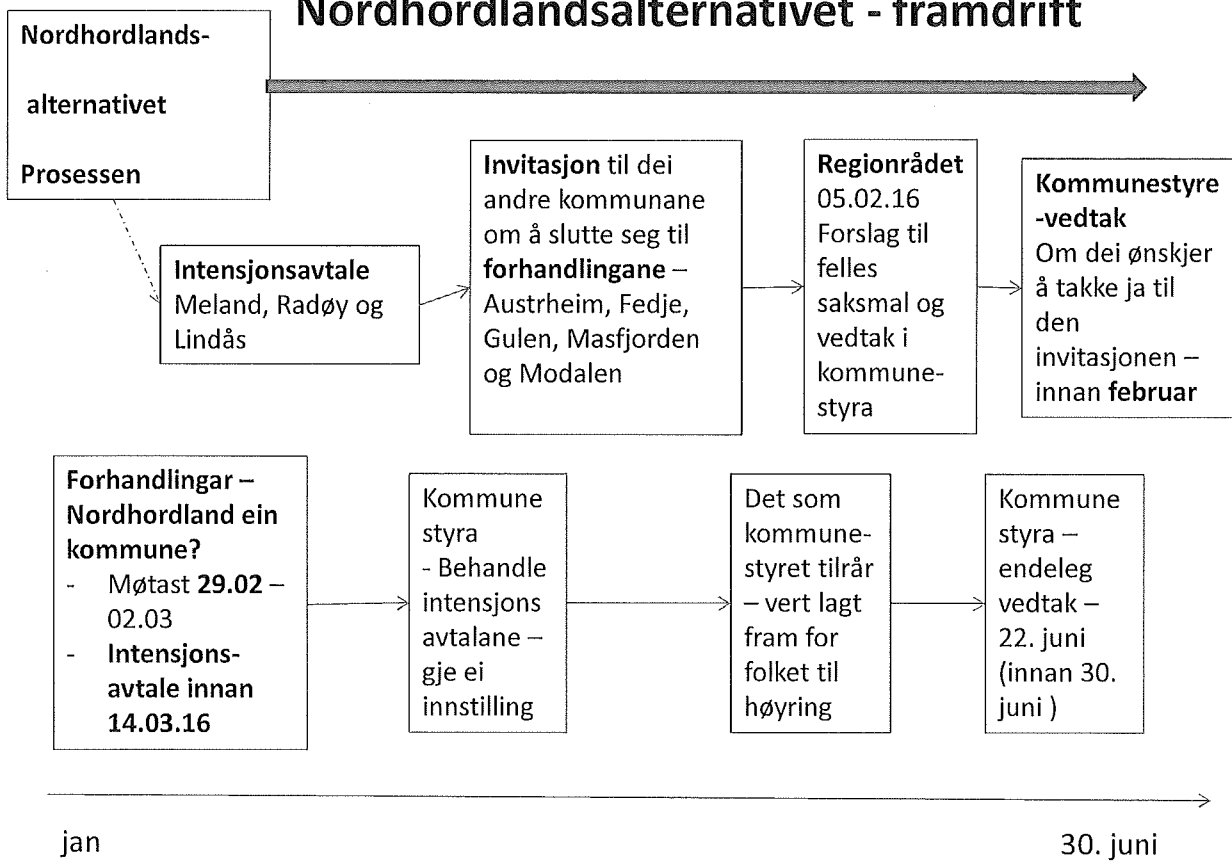 Nordhordlandsalternativet - framdrift
Nordhordlands-
alternativet
Prosessen
Intensjonsavtale
Meland, Radøy og
Lindås
Invitasjon til dei
andre kommunane
om å slutte seg til
forhandlingane –
Austrheim, Fedje,
Gulen, Masfjorden
og Modalen
Regionrådet
05.02.16
Forslag til
felles
saksmal og
vedtak i
kommune-
styra
Kommunestyre
-vedtak
Om dei ønskjer
å takke ja til
den
invitasjonen –
innan februar
Forhandlingar –
Nordhordland ein
kommune?
- Møtast 29.02 –
02.03
- Intensjons-
avtale innan
14.03.16
Kommune
styra
- Behandle
intensjons
avtalane –
gje ei
innstilling
Det som
kommune-
styret tilrår
– vert lagt
fram for
folket til
høyring
Kommune
styra –
endeleg
vedtak –
22. juni
(innan 30.
juni )
jan
30. juni